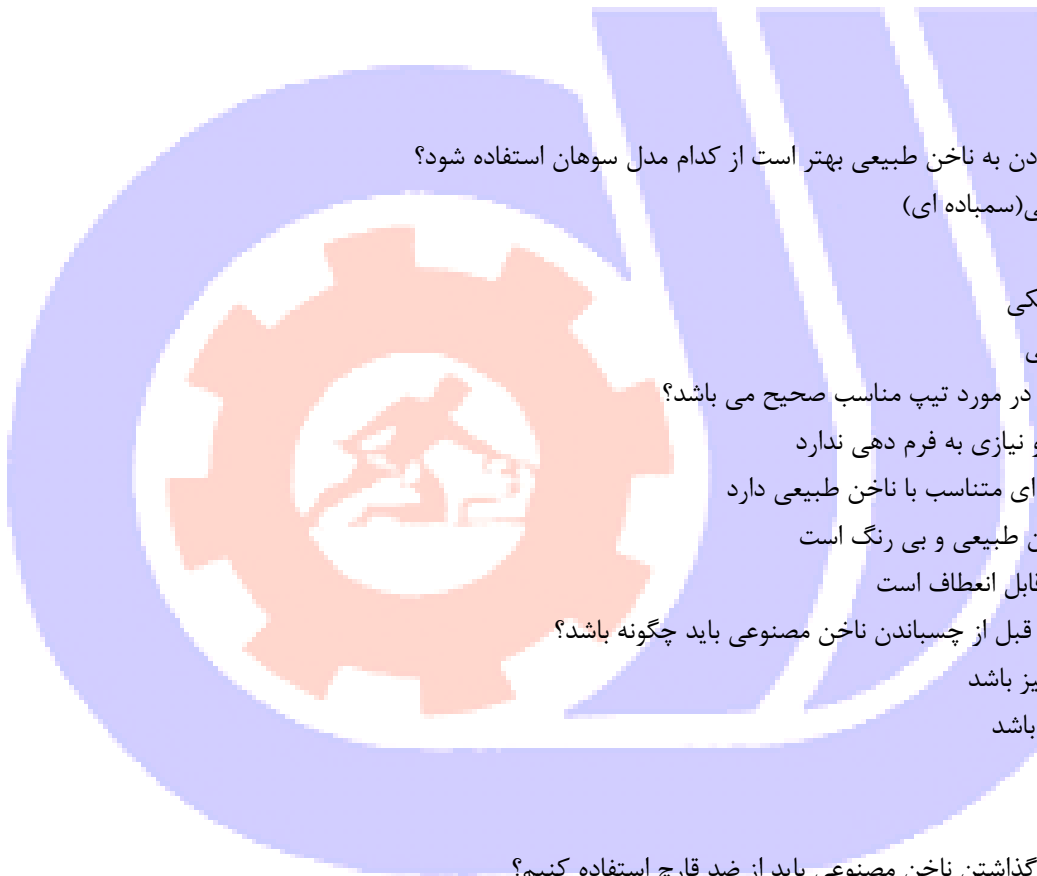 دن به ناخن طبیعی بهتر است از کدام مدل سوهان استفاده شود؟
ی(سمباده ای)
کی
ی
در مورد تیپ مناسب صحیح می باشد؟
و نیازی به فرم دهی ندارد
ای متناسب با ناخن طبیعی دارد
ن طبیعی و بی رنگ است
قابل انعطاف است
قبل از چسباندن ناخن مصنوعی باید چگونه باشد؟
یز باشد
باشد
گذاشتن ناخن مصنوعی باید از ضد قارچ استفاده کنیم؟